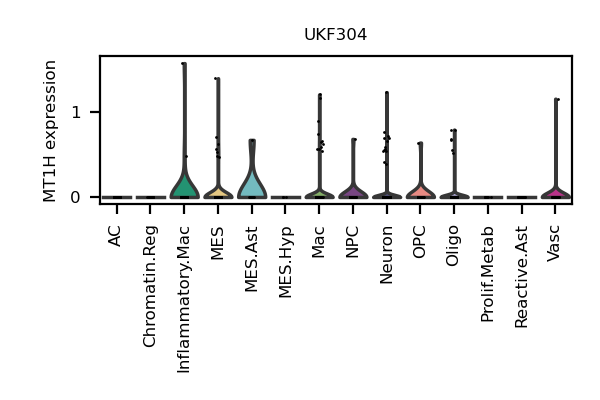 UKF304
MT1H expression
1
0
AC
Chromatin.Reg
Inflammatory.Mac
MES
MES.Ast
MES.Hyp
Mac
NPC
Neuron
OPC
Oligo
Prolif.Metab
Reactive.Ast
Vasc